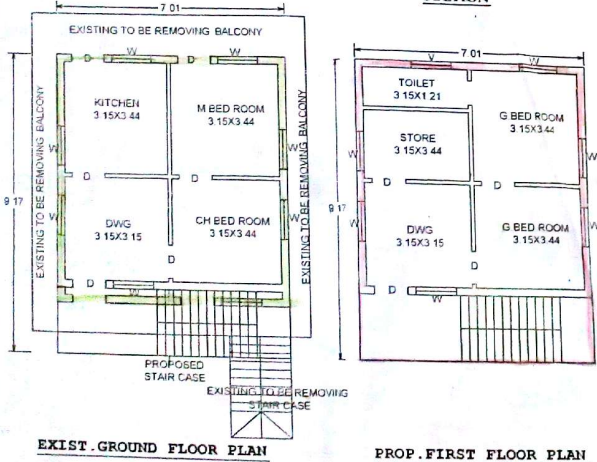 SECTION
7.01
EXISTING TO BE REMOVING BALCONY
W
D
D
W
KITCHEN
3.15X3.44
M BED ROOM
3.15X3.44
EXISTING TO BE REMOVING BALCONY
W
W
D
D
9.17
W
W
DWG
3.15X3.15
CH BED ROOM
3.15X3.44
EXISTING TO BE REMOVING BALCONY
D
D
W
PROPOSED
STAIR CASE
EXISTING TO BE REMOVING
STAIR CASE
EXIST.GROUND FLOOR PLAN
7.01
V
W
TOILET
3.15X1.21
G BED ROOM
3.15X3.44
STORE
3.15X3.44
W
W
D
D
9.17
W
W
DWG
3.15X3.15
G BED ROOM
3.15X3.44
D
D
W
PROP.FIRST FLOOR PLAN